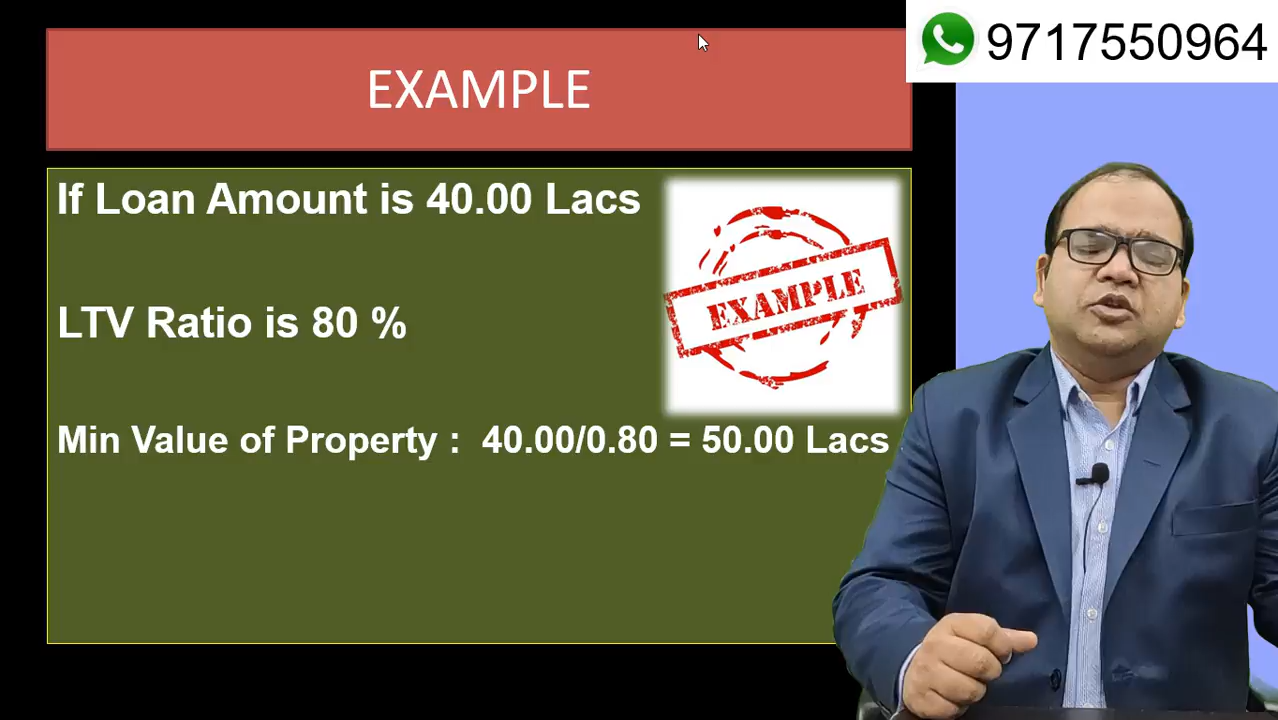 9717550964
EXAMPLE
If Loan Amount is 40.00 Lacs
EXAMPLE
LTV Ratio is 80 %
Min Value of Property : 40.00/0.80 = 50.00 Lacs